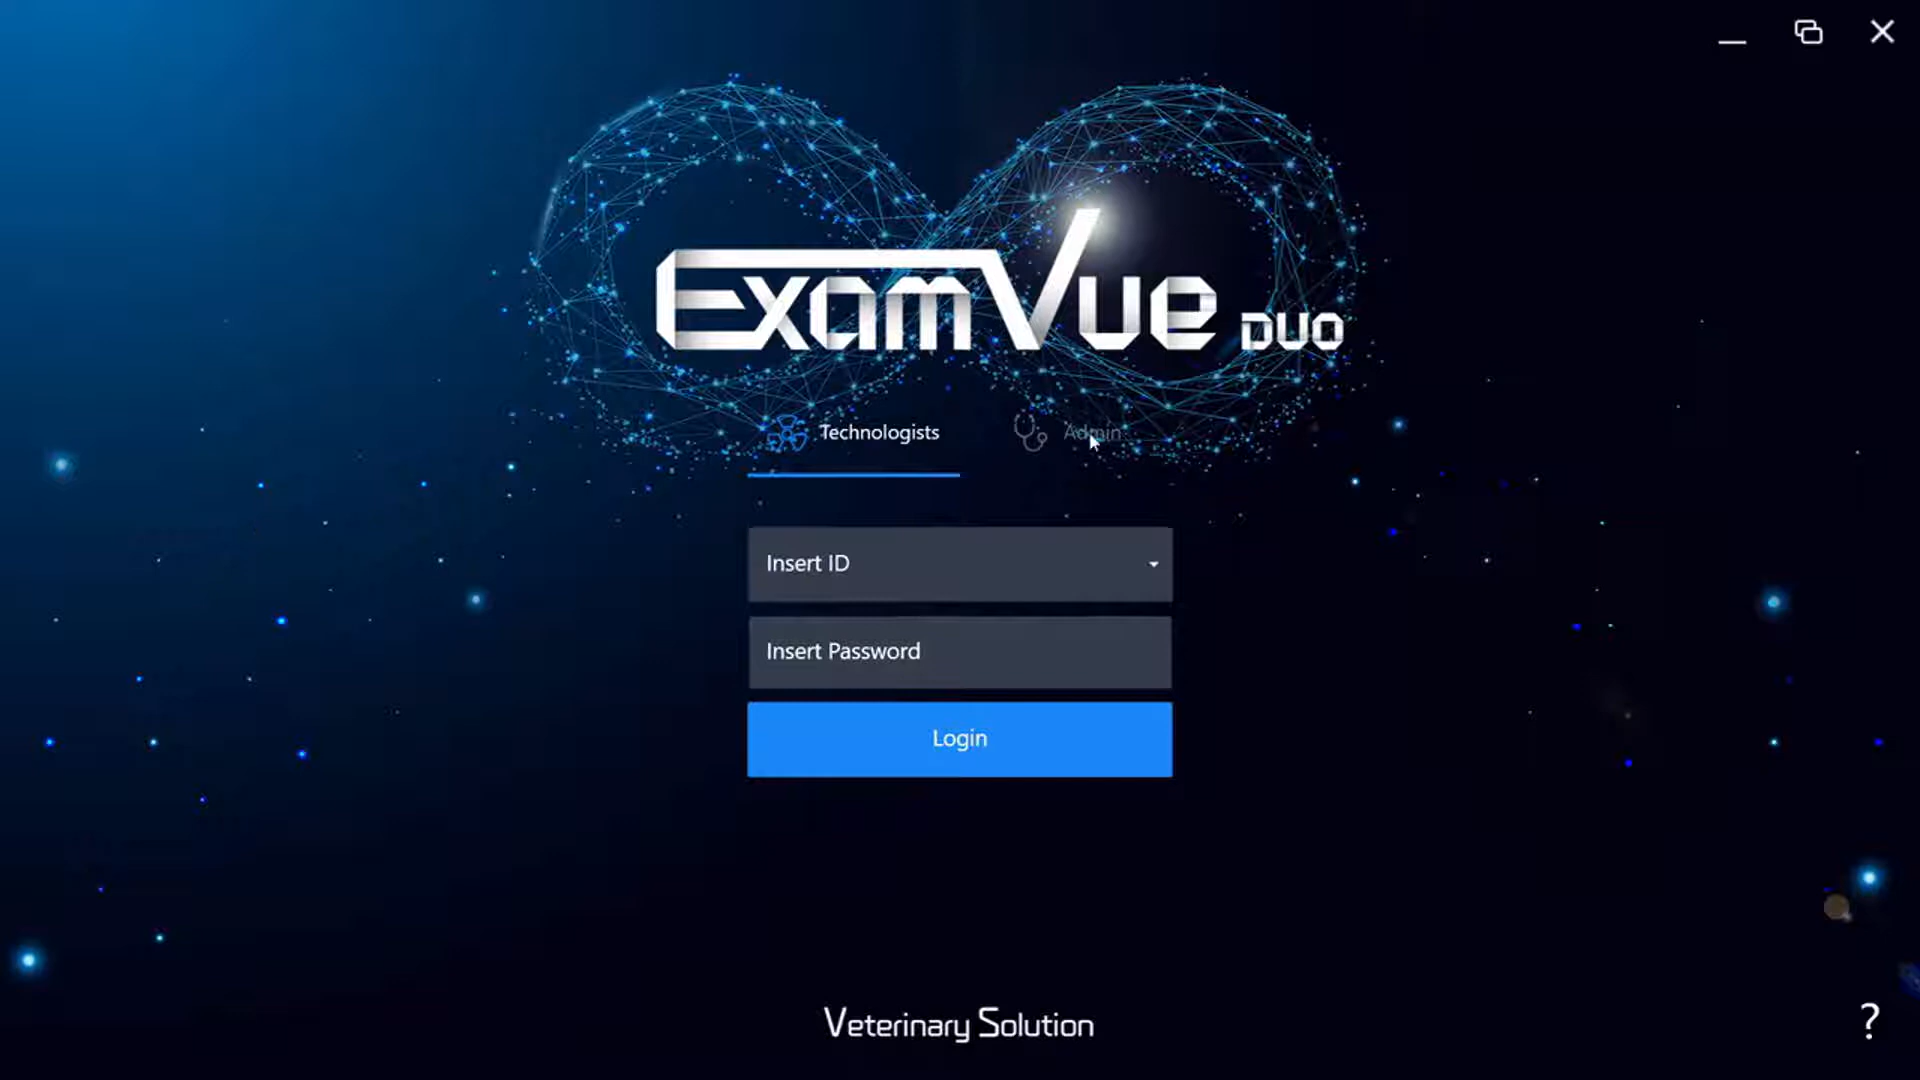 ExamVue DUO
Technologists
Admin
Insert ID
Insert Password
Login
Veterinary Solution
?